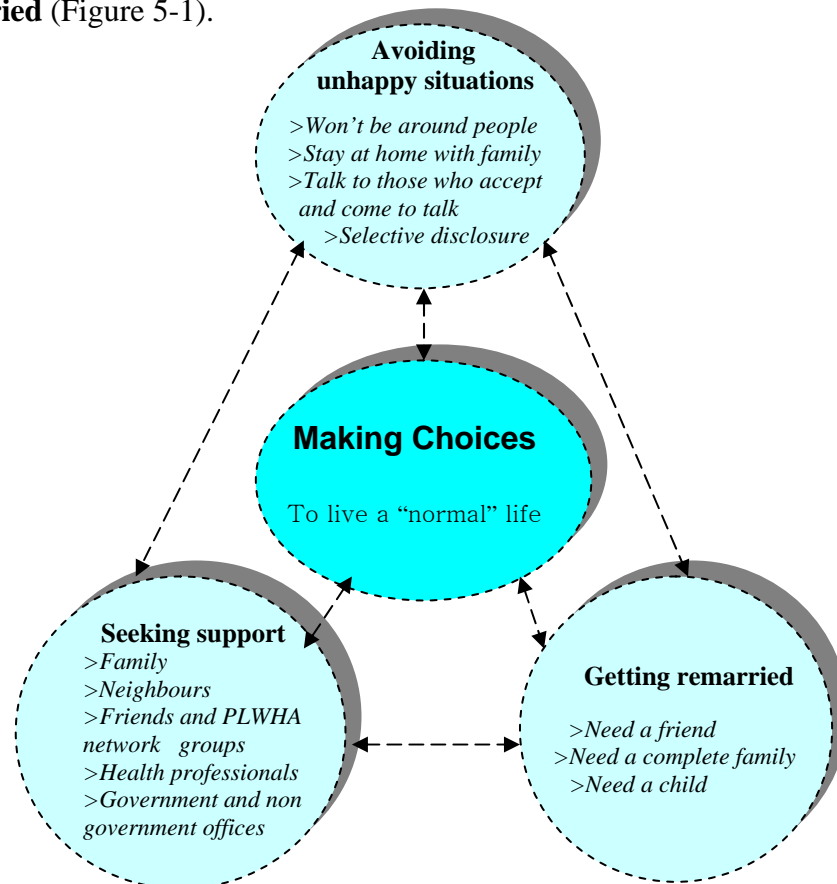 ried (Figure 5-1).
Avoiding
unhappy situations
>Won't be around people
>Stay at home with family
>Talk to those who accept
and come to talk
>Selective disclosure
Making Choices
To live a “normal” life
Seeking support
>Family
>Neighbours
>Friends and PLWHA
network groups
>Health professionals
>Government and non
government offices
Getting remarried
>Need a friend
>Need a complete family
>Need a child